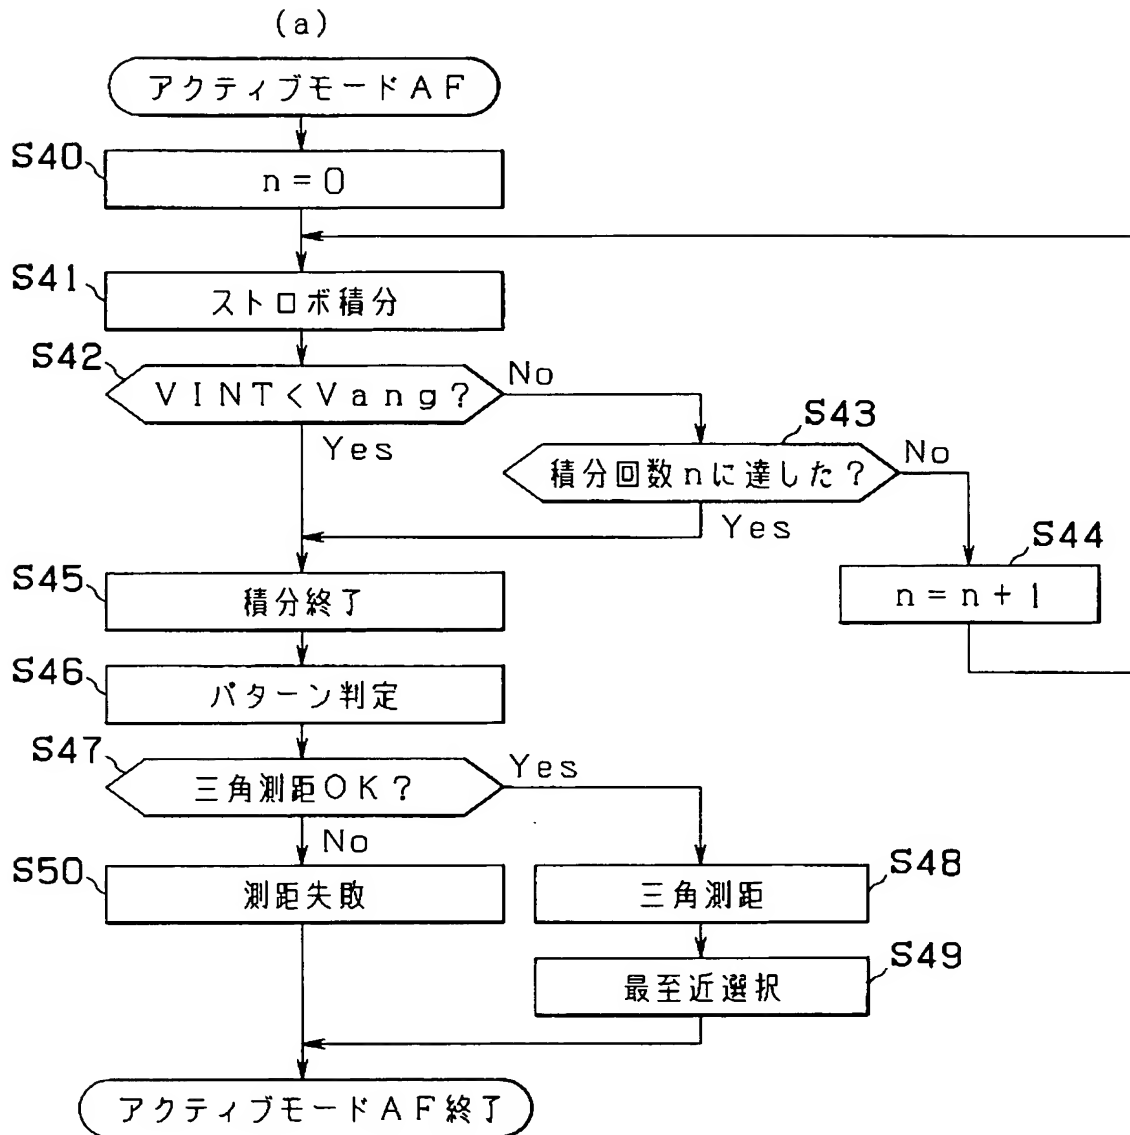 (a)
アクティブモードAF
S40
n=0
S41
ストロボ積分
S42
VINT<Vang?
No
Yes
S43
積分回数nに達した?
No
Yes
S44
n=n+1
S45
積分終了
S46
パターン判定
S47
三角測距OK?
Yes
No
S50
測距失敗
S48
三角測距
S49
最至近選択
アクティブモードAF終了